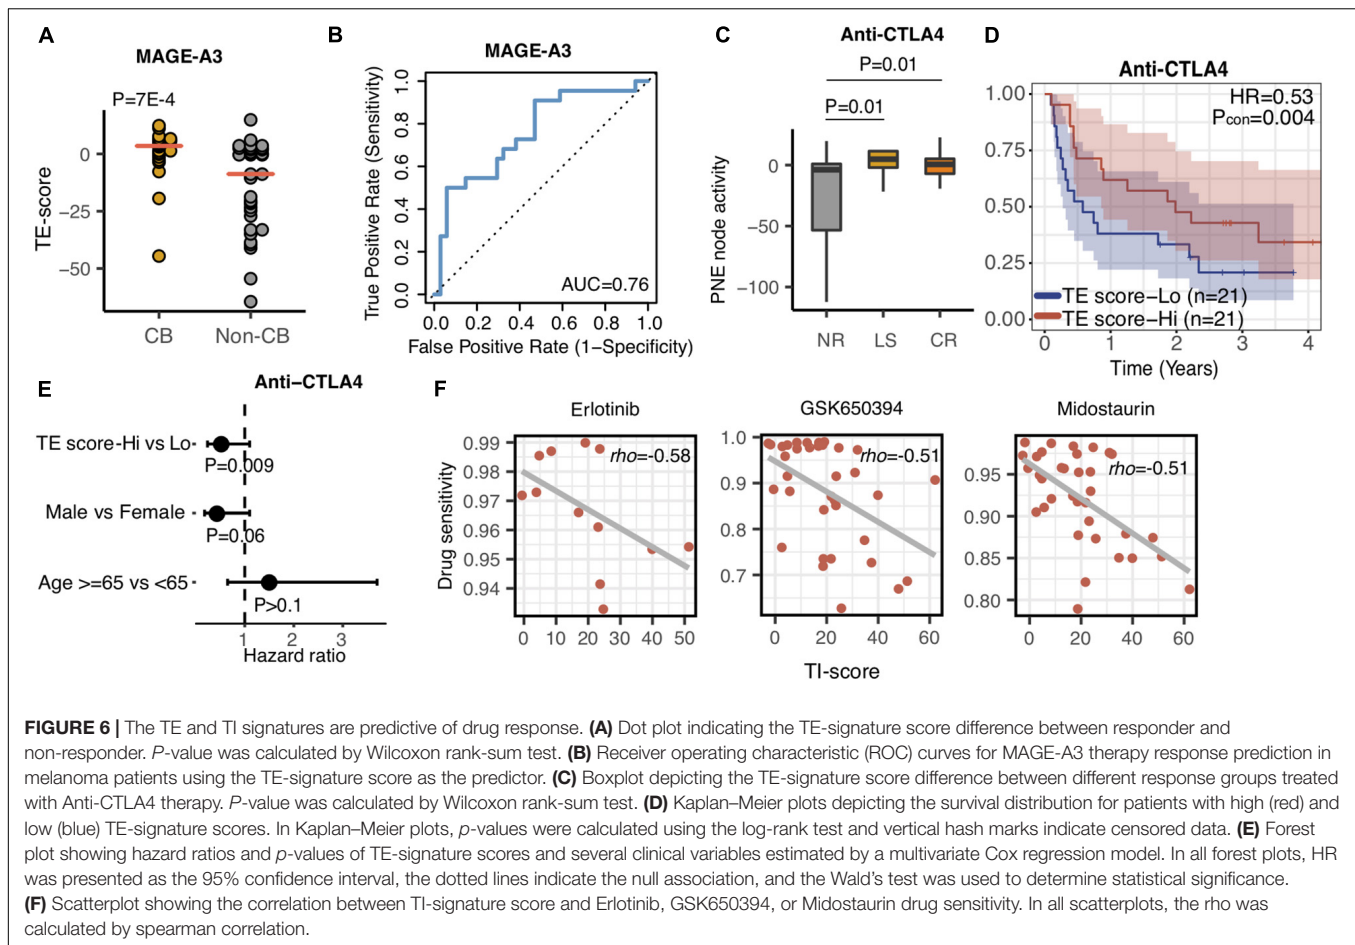 A
MAGE-A3
P=7E-4
TE-score
0
−25
−50
CB
Non-CB
B
MAGE-A3
True Positive Rate (Sensitivity)
1.0
0.8
0.6
0.4
0.2
0.0
AUC=0.76
0.0 0.2 0.4 0.6 0.8 1.0
False Positive Rate (1−Specificity)
C
Anti-CTLA4
P=0.01
P=0.01
PNE node activity
0
−50
−100
NR LS CR
D
Anti-CTLA4
HR=0.53
Pcon=0.004
1.00
0.75
0.50
0.25
0.00
TE score−Lo (n=21)
TE score−Hi (n=21)
0 1 2 3 4
Time (Years)
E
Anti−CTLA4
TE score-Hi vs Lo
P=0.009
Male vs Female
P=0.06
Age >=65 vs <65
P>0.1
1 2 3
Hazard ratio
F
Erlotinib
rho=-0.58
Drug sensitivity
0.99
0.98
0.97
0.96
0.95
0.94
0 10 20 30 40 50
GSK650394
rho=-0.51
1.0
0.9
0.8
0.7
0 20 40 60
Midostaurin
rho=-0.51
0.95
0.90
0.85
0.80
0 20 40 60
TI-score
FIGURE 6 | The TE and TI signatures are predictive of drug response. (A) Dot plot indicating the TE-signature score difference between responder and
non-responder. P-value was calculated by Wilcoxon rank-sum test. (B) Receiver operating characteristic (ROC) curves for MAGE-A3 therapy response prediction in
melanoma patients using the TE-signature score as the predictor. (C) Boxplot depicting the TE-signature score difference between different response groups treated
with Anti-CTLA4 therapy. P-value was calculated by Wilcoxon rank-sum test. (D) Kaplan–Meier plots depicting the survival distribution for patients with high (red) and
low (blue) TE-signature scores. In Kaplan–Meier plots, p-values were calculated using the log-rank test and vertical hash marks indicate censored data. (E) Forest
plot showing hazard ratios and p-values of TE-signature scores and several clinical variables estimated by a multivariate Cox regression model. In all forest plots, HR
was presented as the 95% confidence interval, the dotted lines indicate the null association, and the Wald's test was used to determine statistical significance.
(F) Scatterplot showing the correlation between TI-signature score and Erlotinib, GSK650394, or Midostaurin drug sensitivity. In all scatterplots, the rho was
calculated by spearman correlation.